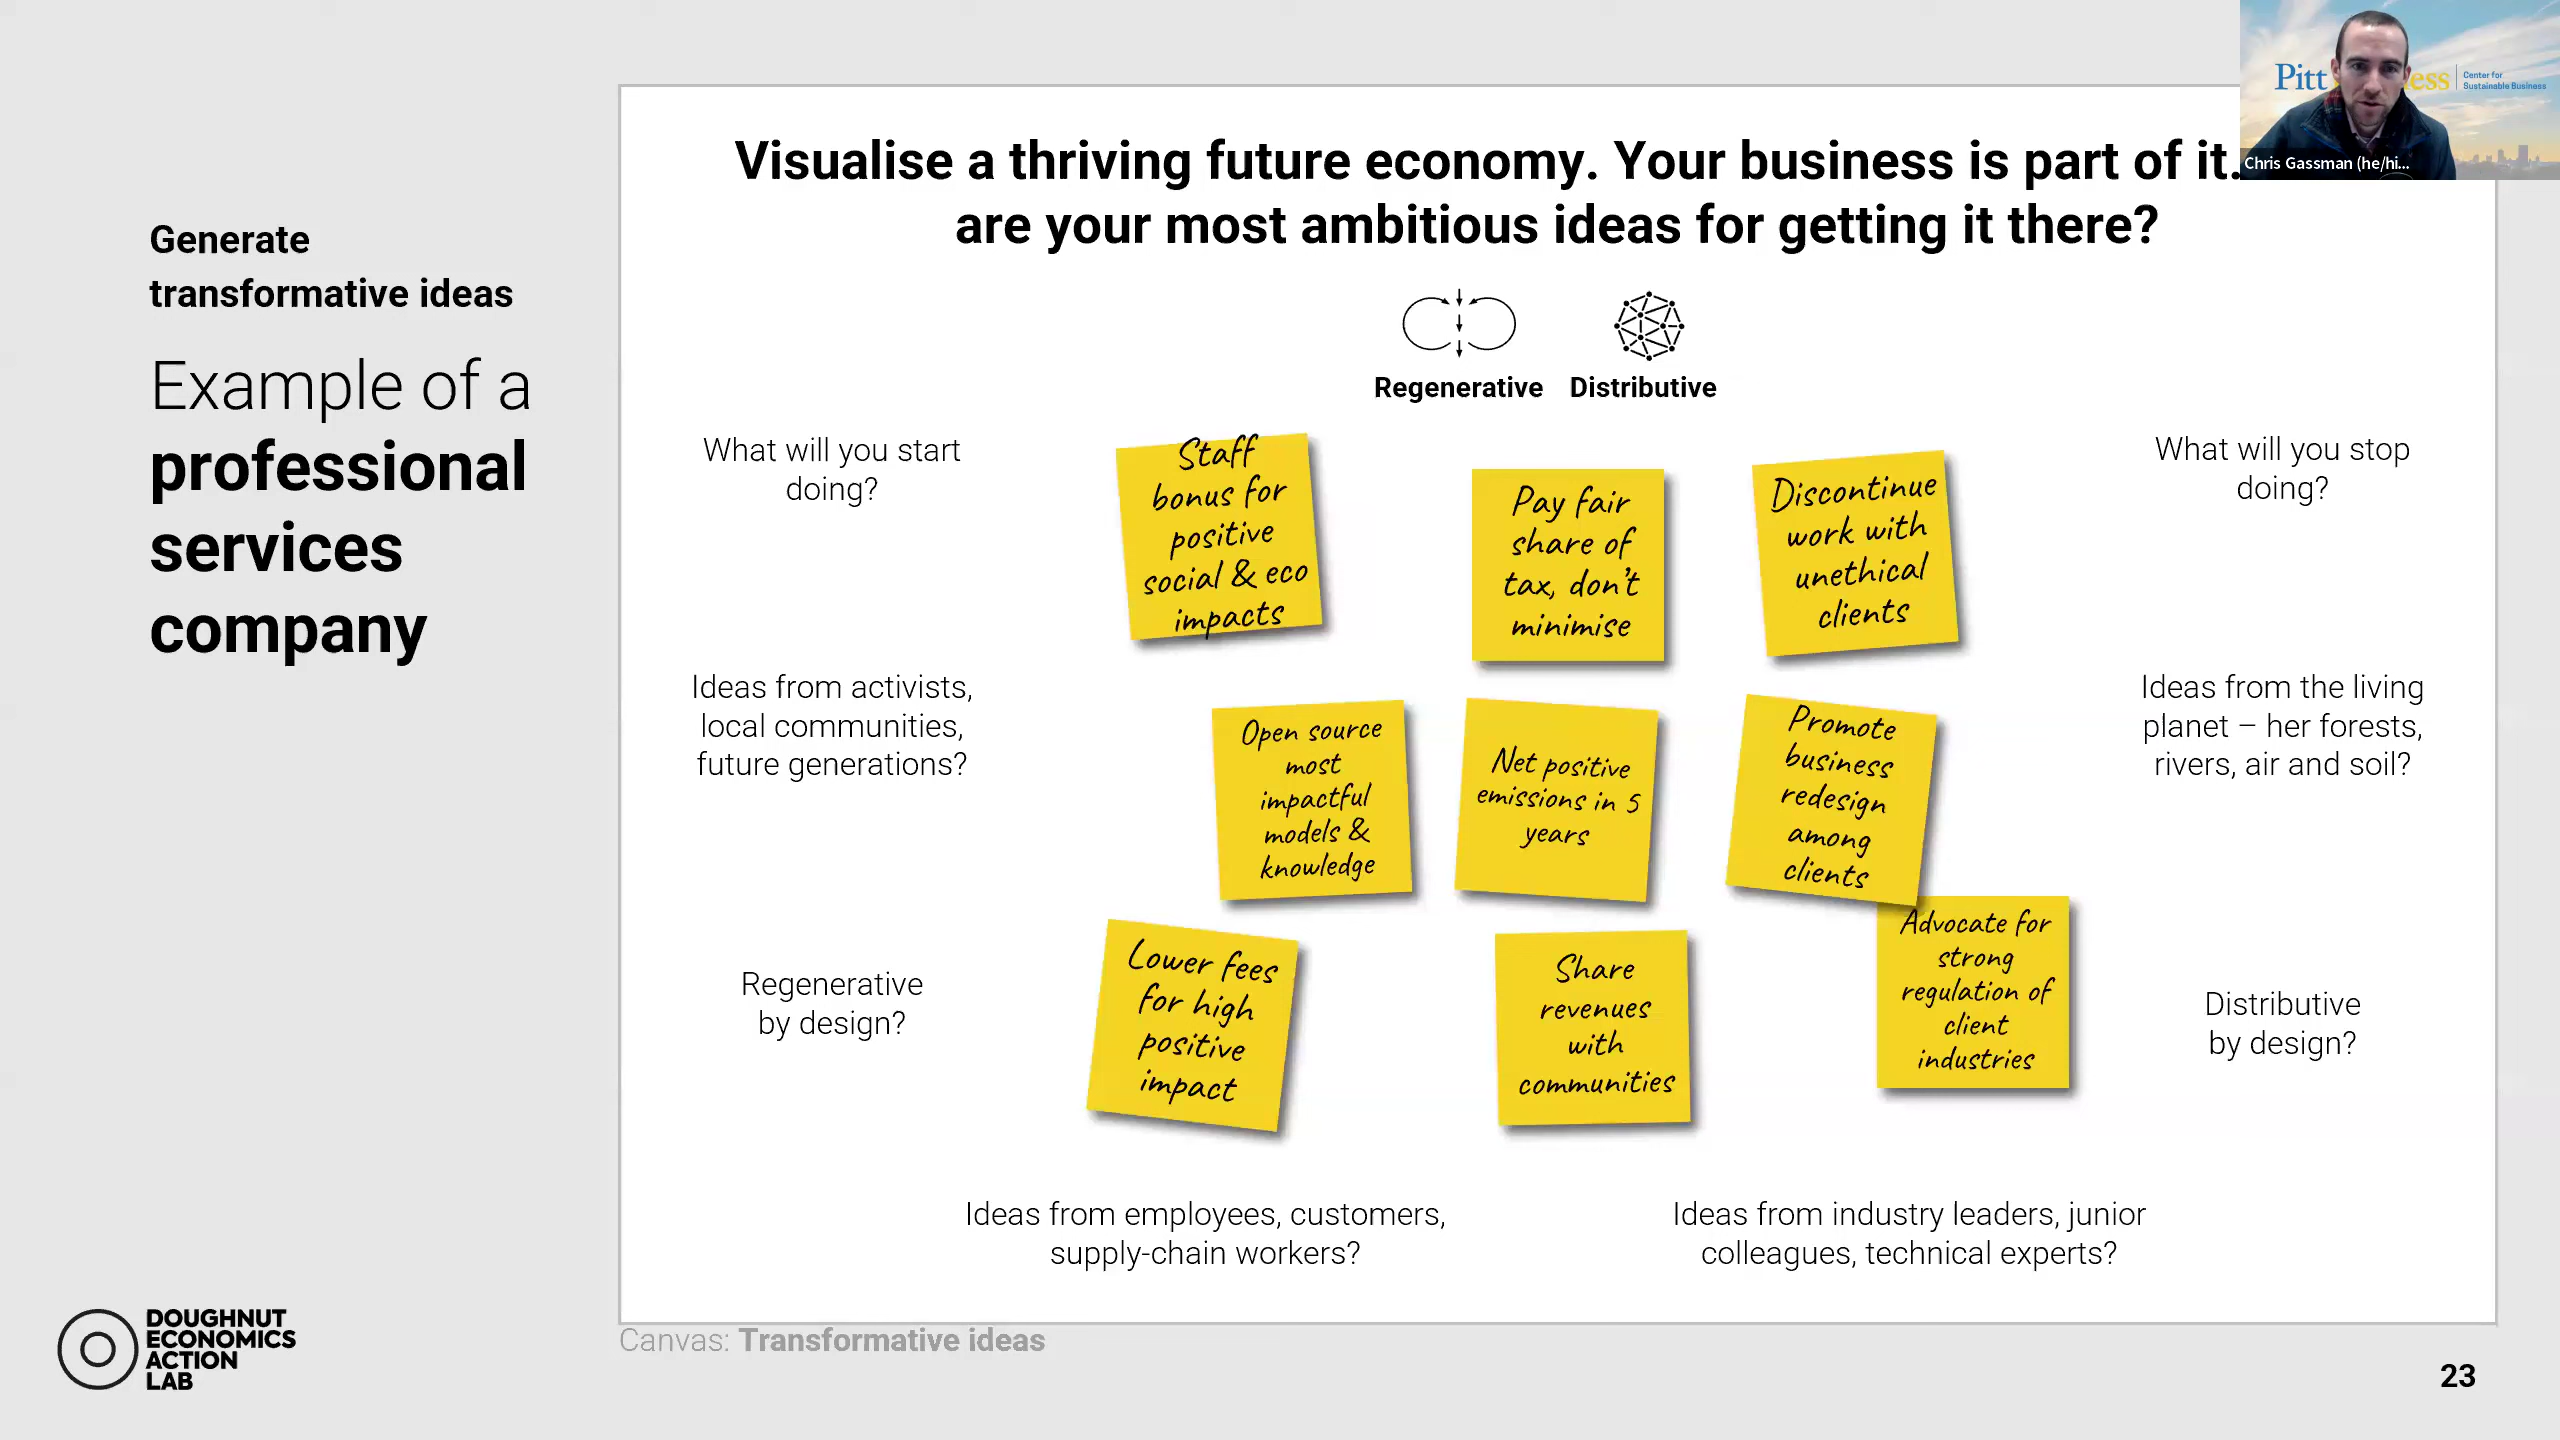 Generate
transformative ideas
Example of a
professional
services
company
Visualise a thriving future economy. Your business is part of it.
are your most ambitious ideas for getting it there?
Regenerative
Distributive
What will you start
doing?
Staff
bonus for
positive
social & eco
impacts
Pay fair
share of
tax, don't
minimise
Discontinue
work with
unethical
clients
What will you stop
doing?
Ideas from activists,
local communities,
future generations?
Open source
most
impactful
models &
knowledge
Net positive
emissions in 5
years
Promote
business
redesign
among
clients
Ideas from the living
planet – her forests,
rivers, air and soil?
Regenerative
by design?
Lower fees
for high
positive
impact
Share
revenues
with
communities
Advocate for
strong
regulation of
client
industries
Distributive
by design?
Ideas from employees, customers,
supply-chain workers?
Ideas from industry leaders, junior
colleagues, technical experts?
Canvas: Transformative ideas
DOUGHNUT
ECONOMICS
ACTION
LAB
23
Pitt
ess
Center for
Sustainable Business
Chris Gassman (he/hi...